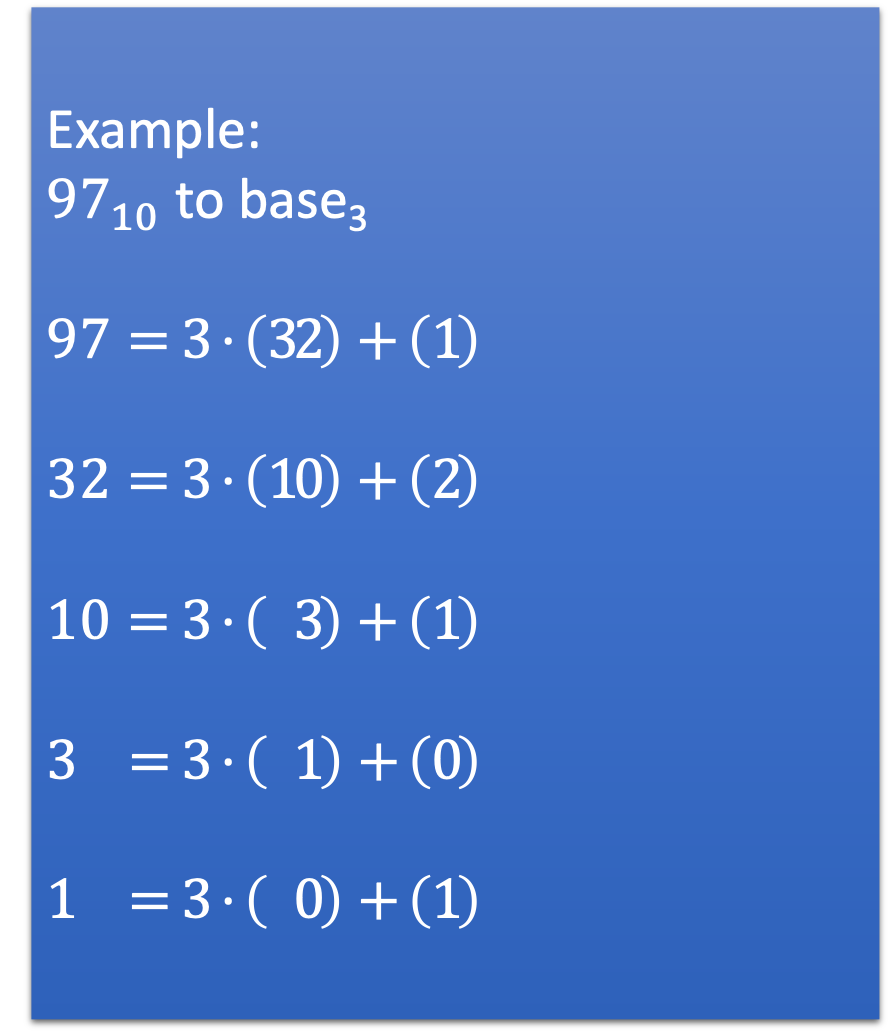 Example:
97₁₀ to base₃
97 = 3 · (32) + (1)
32 = 3 · (10) + (2)
10 = 3 · ( 3) + (1)
3 = 3 · ( 1) + (0)
1 = 3 · ( 0) + (1)